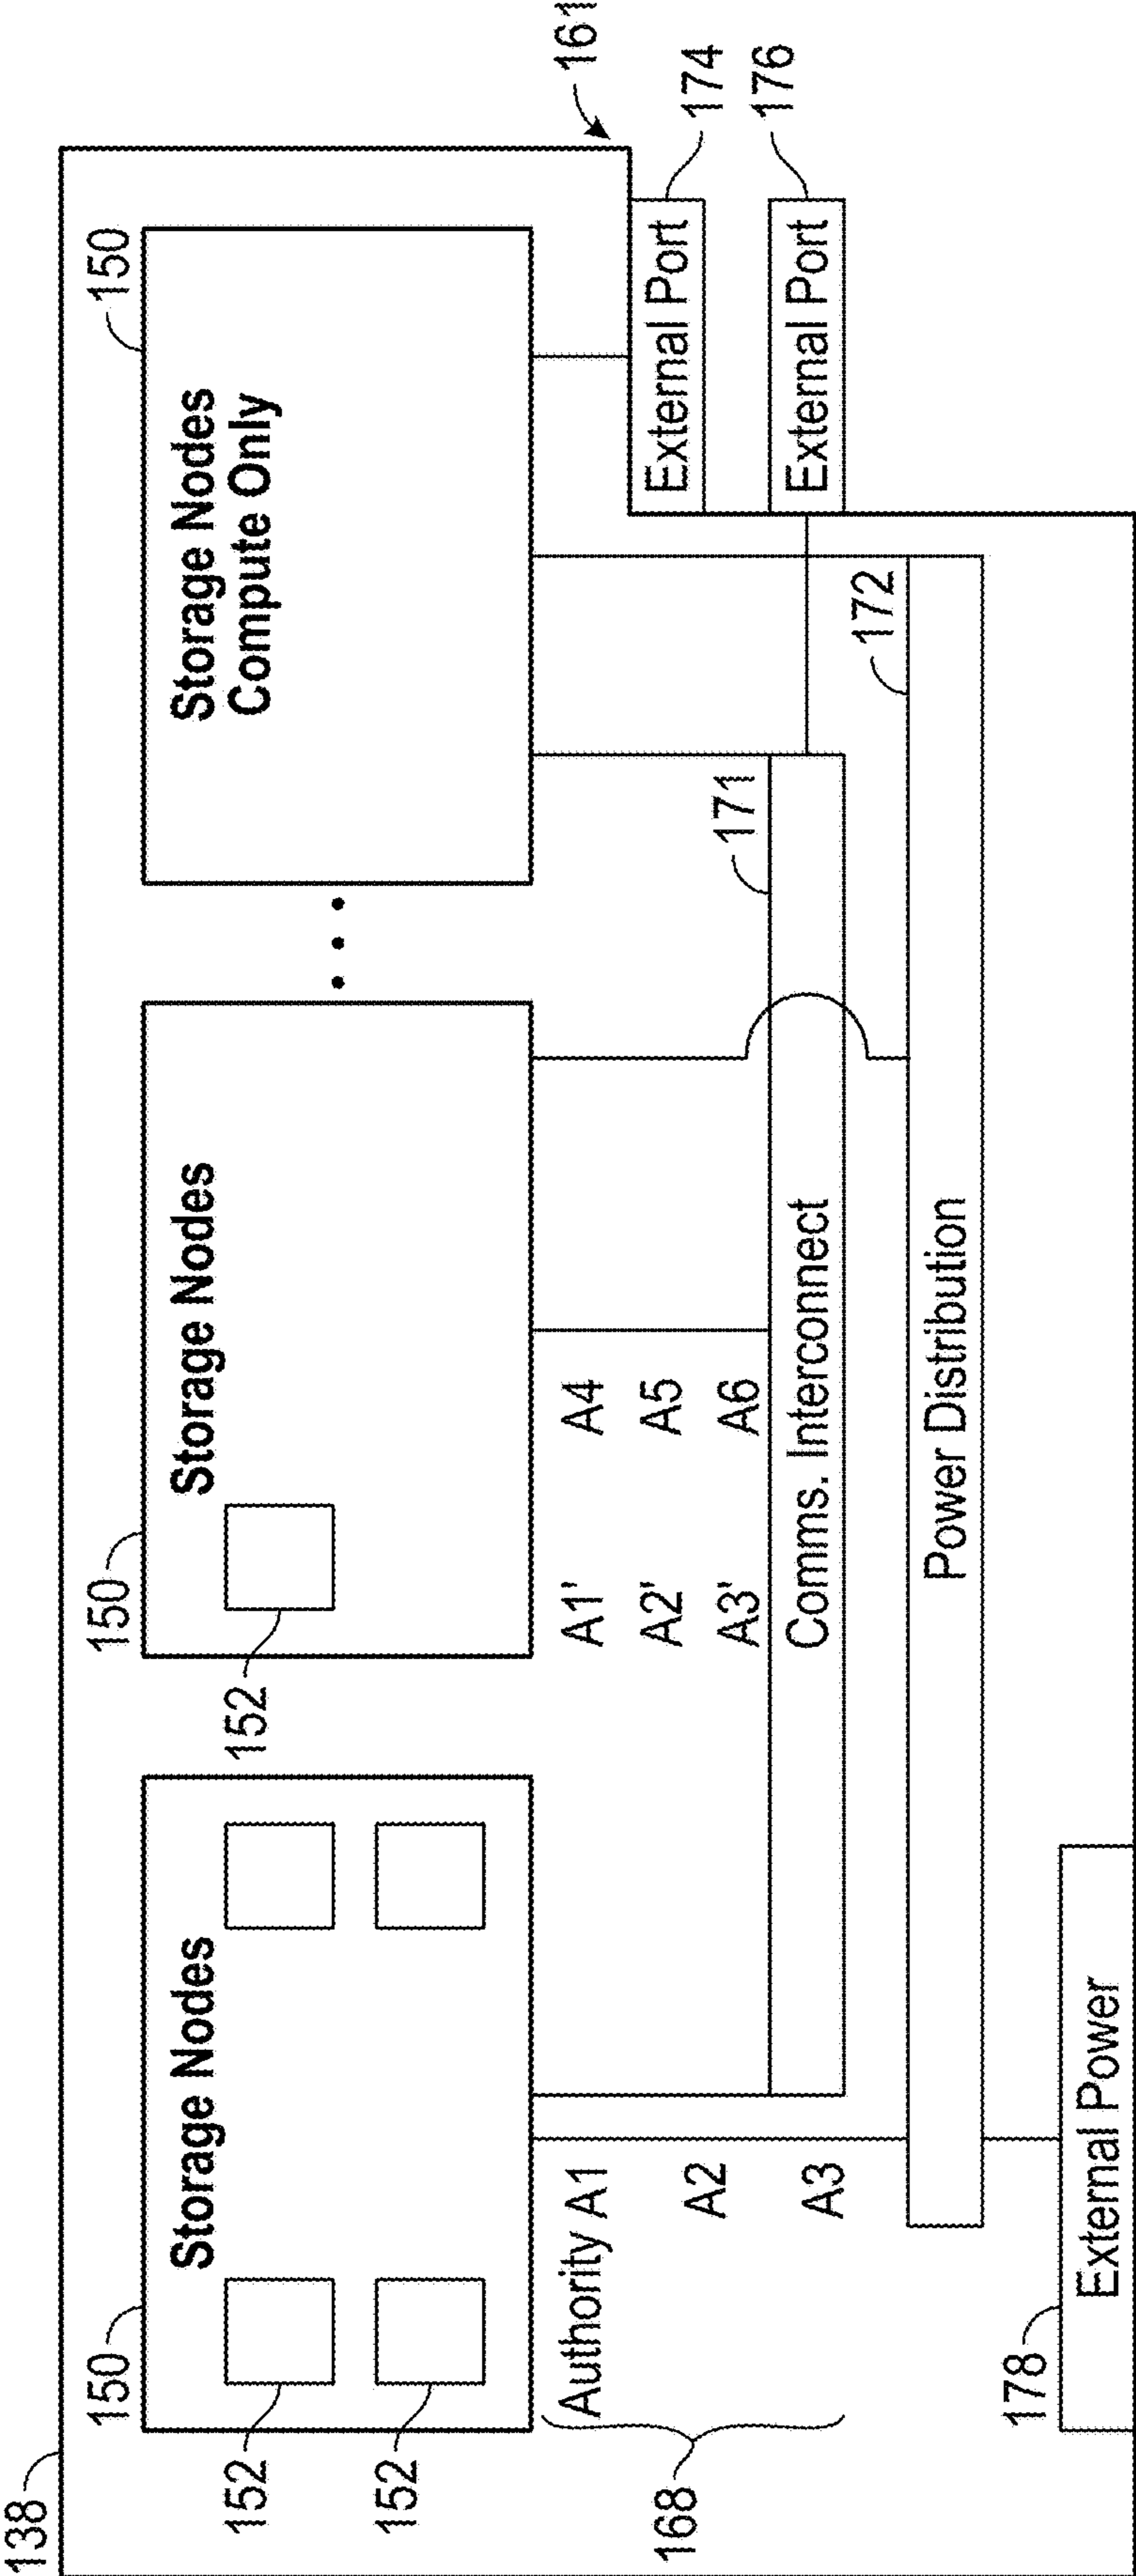 138
161
150
150
150
Storage Nodes
Storage Nodes
Storage Nodes
Compute Only
152
152
152
168
Authority A1
A2
A3
A1'
A4
A2'
A5
A3'
A6
171
Comms. Interconnect
172
Power Distribution
External Port
174
External Port
176
178
External Power